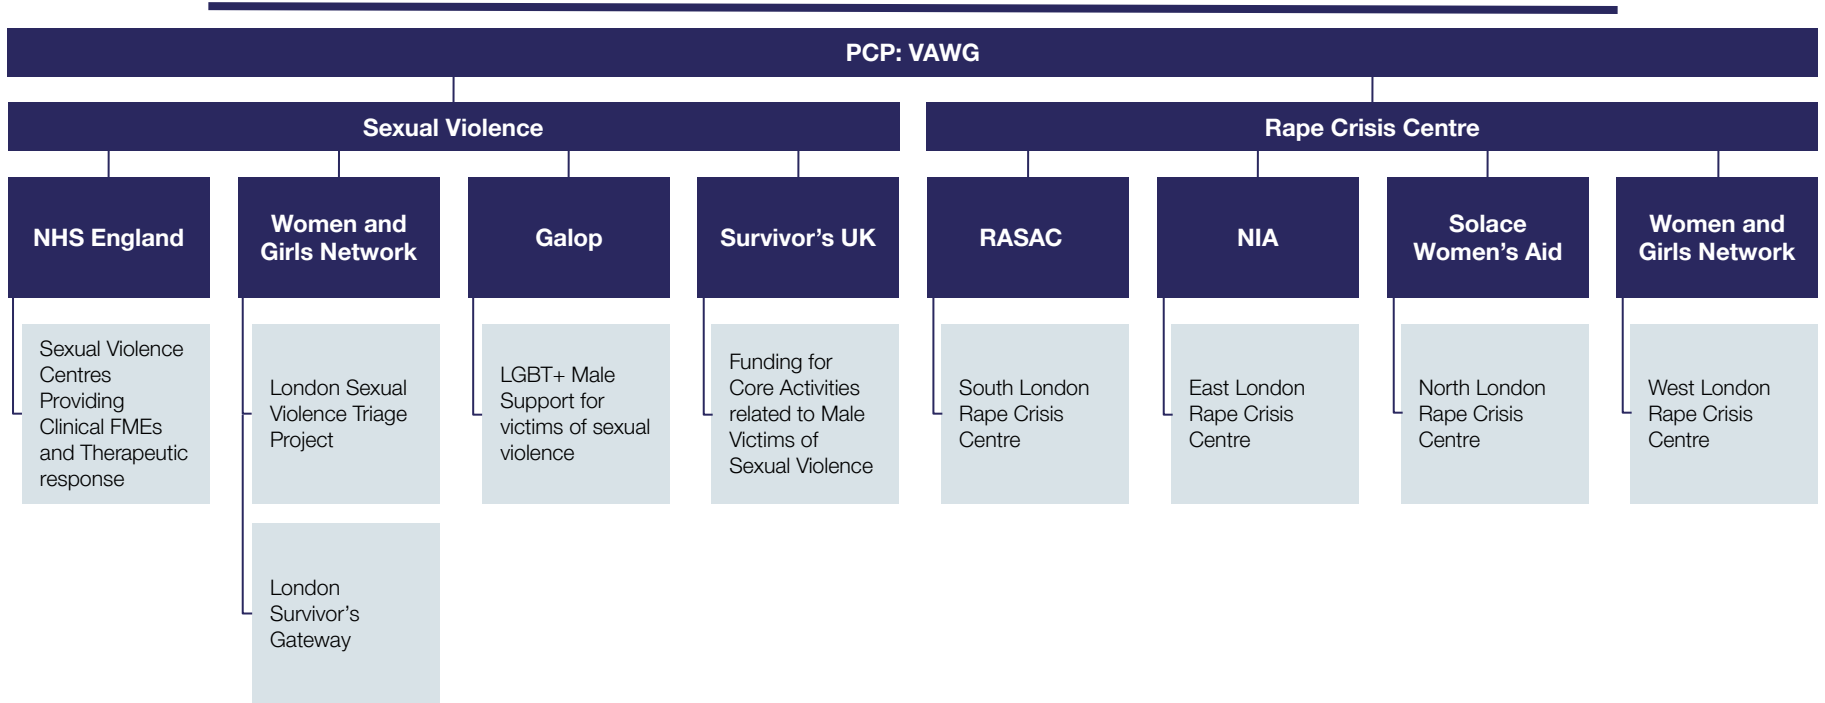 PCP: VAWG
Sexual Violence
Rape Crisis Centre
NHS England
Women and
Girls Network
Galop
Survivor’s UK
RASAC
NIA
Solace
Women’s Aid
Women and
Girls Network
Sexual Violence
Centres
Providing
Clinical FMEs
and Therapeutic
response
London Sexual
Violence Triage
Project
LGBT+ Male
Support for
victims of sexual
violence
Funding for
Core Activities
related to Male
Victims of
Sexual Violence
South London
Rape Crisis
Centre
East London
Rape Crisis
Centre
North London
Rape Crisis
Centre
West London
Rape Crisis
Centre
London
Survivor’s
Gateway